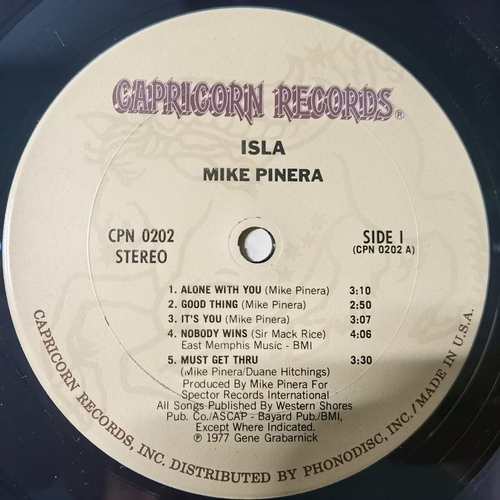 CAPRICORN RECORDS®
ISLA
MIKE PINERA
CPN 0202
STEREO
SIDE I
(CPN 0202 A)
1. ALONE WITH YOU (Mike Pinera) 3:10
2. GOOD THING (Mike Pinera) 2:50
3. IT'S YOU (Mike Pinera) 3:07
4. NOBODY WINS (Sir Mack Rice) 4:06
East Memphis Music - BMI
5. MUST GET THRU 3:30
(Mike Pinera/Duane Hitchings)
Produced By Mike Pinera For
Spector Records International
All Songs Published By Western Shores
Pub. Co./ASCAP - Bayard Pub./BMI,
Except Where Indicated.
℗ 1977 Gene Grabarnick
CAPRICORN RECORDS, INC. DISTRIBUTED BY PHONODISC, INC./MADE IN U.S.A.